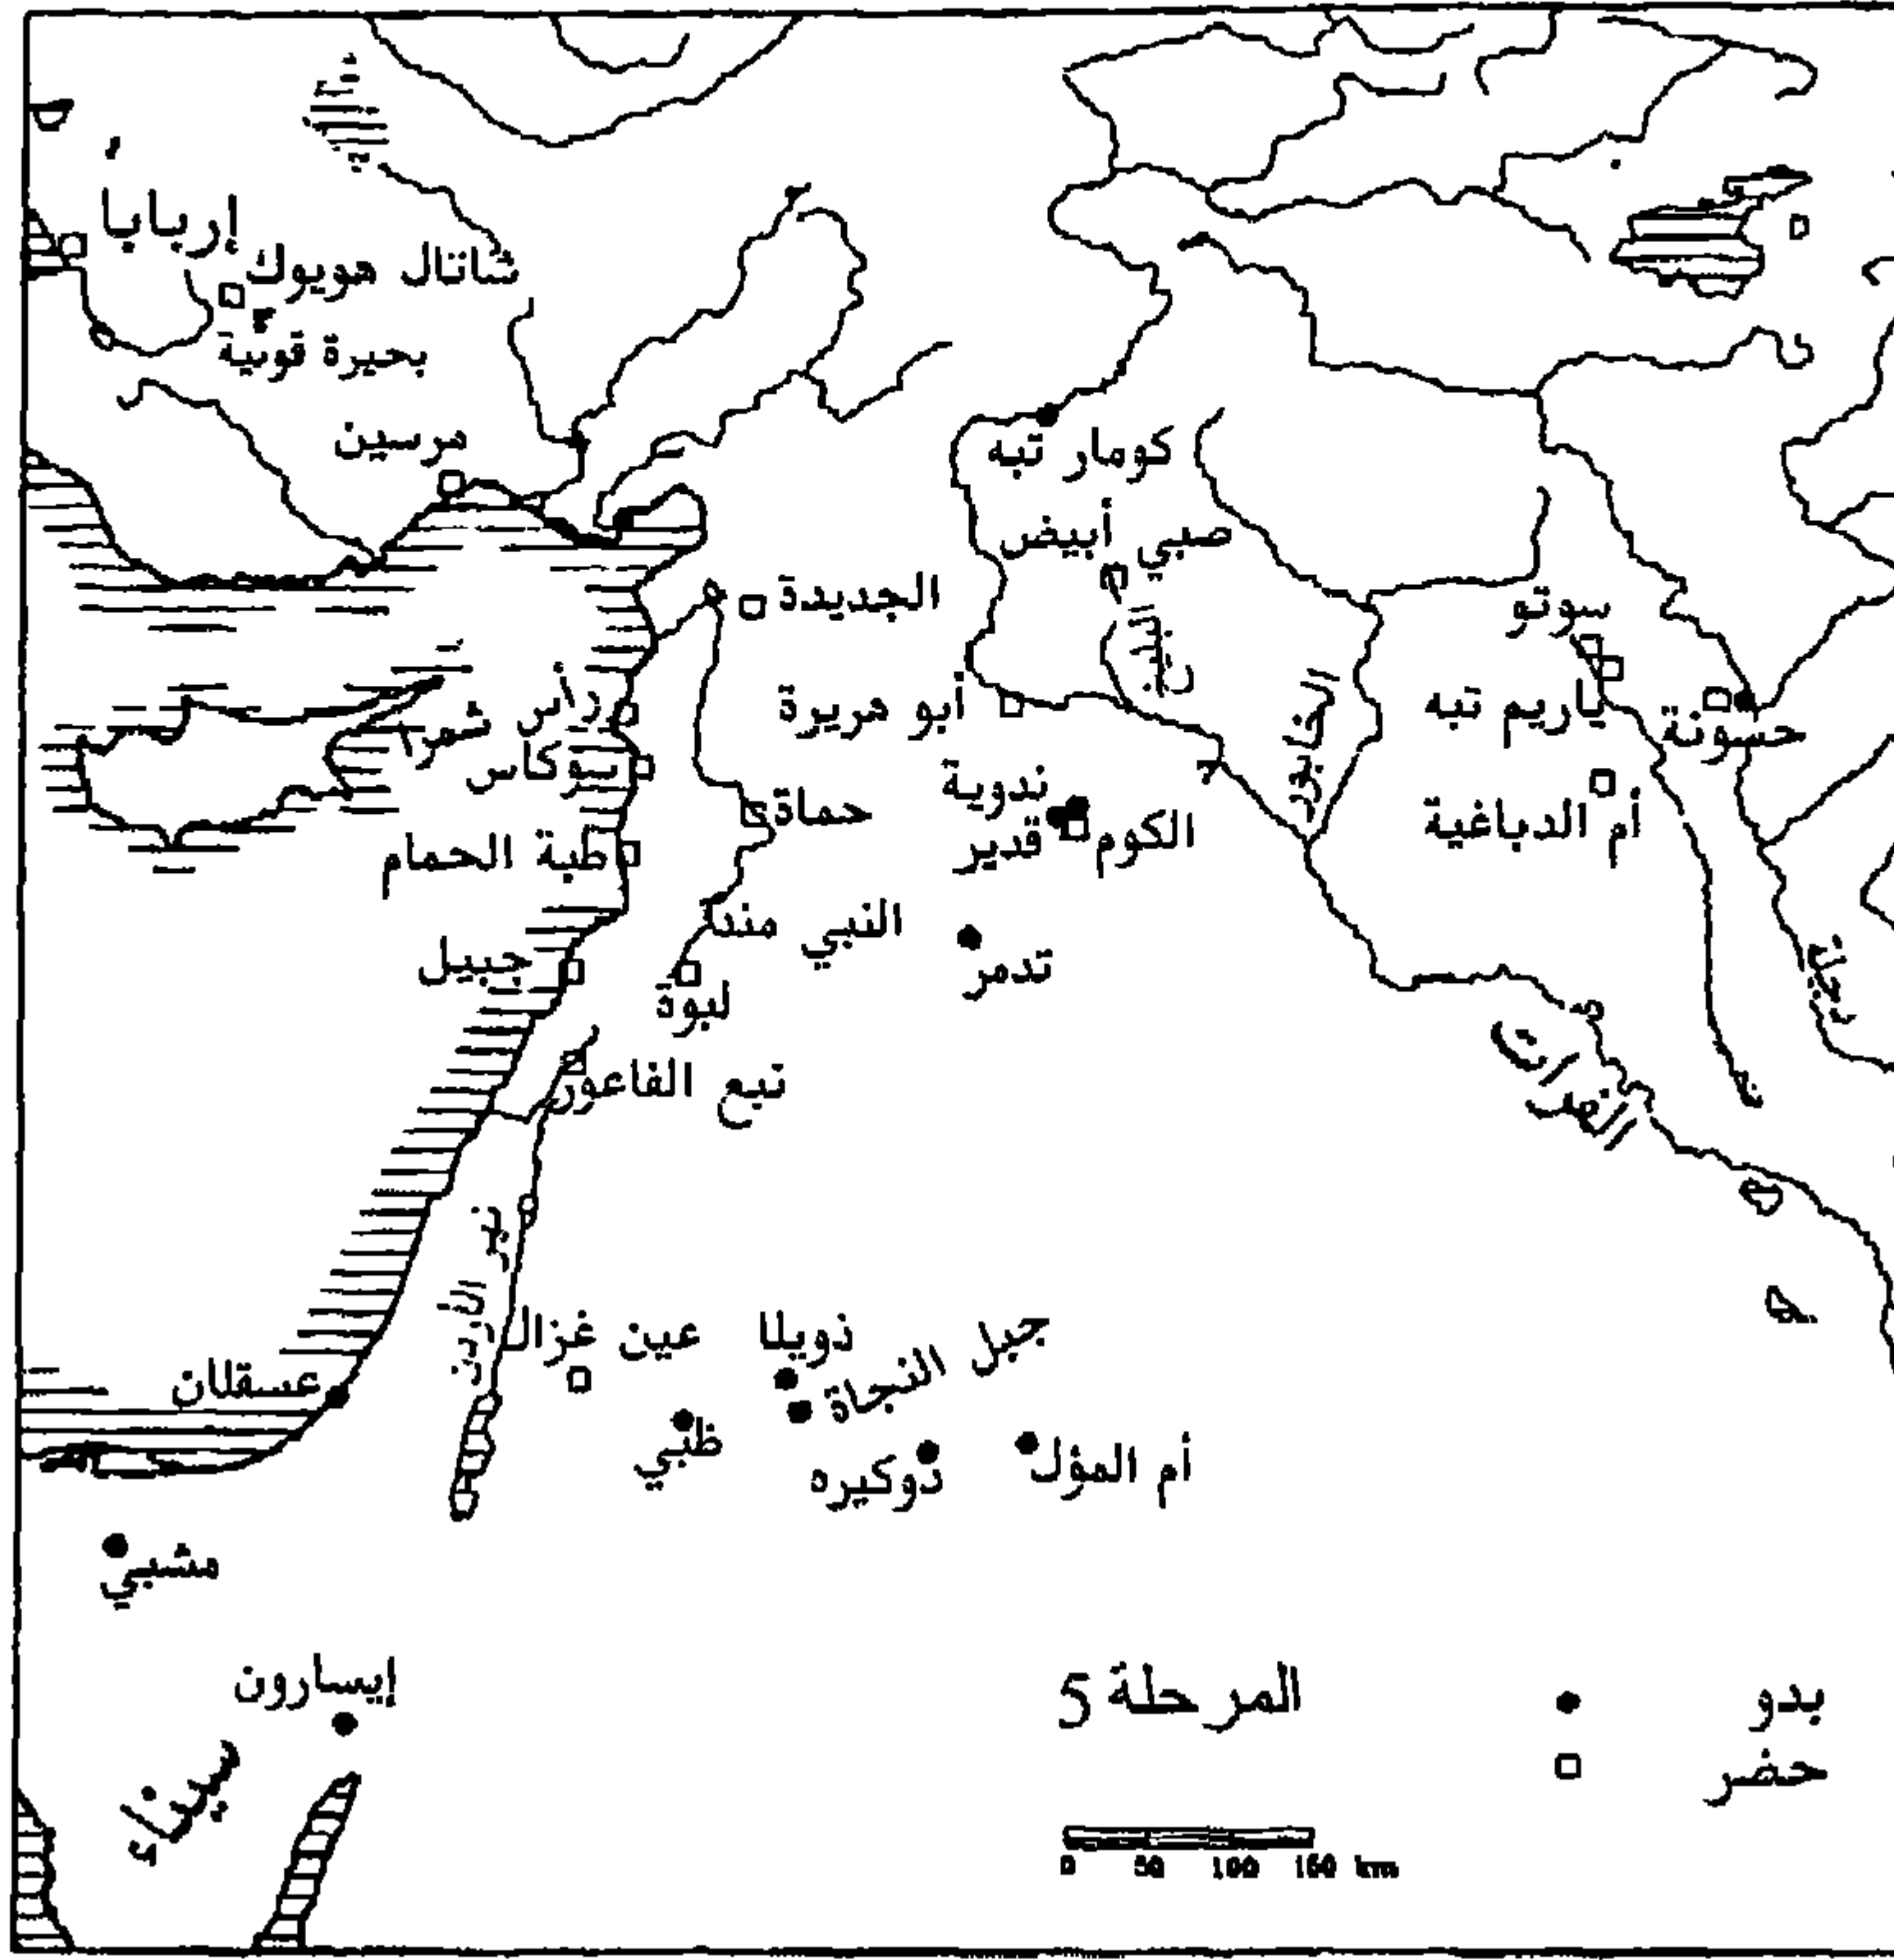 إربابا
شاتال هويوك
بحيرة قونية
مرسين
كومار تبه
صبي أبيض
الجديدة
سوتو
رأس شمرا
أبو هريرة
ياريم تبه
حسونة
خابور
سوكاس
حماة
ندوية
قدير
الكوم
أم الدباغية
طبة الحمام
النبي مند
جبيل
لبوة
تدمر
دجلة
الفرات
نبع الفاعور
نهر الأردن
عين غزال
ذويلا
جبل النجاة
عسقلان
ظبي
ذوكيره
أم المؤل
مشبي
إيسارون
سيناء
المرحلة 5
بدو
حضر
0 50 100 150 km